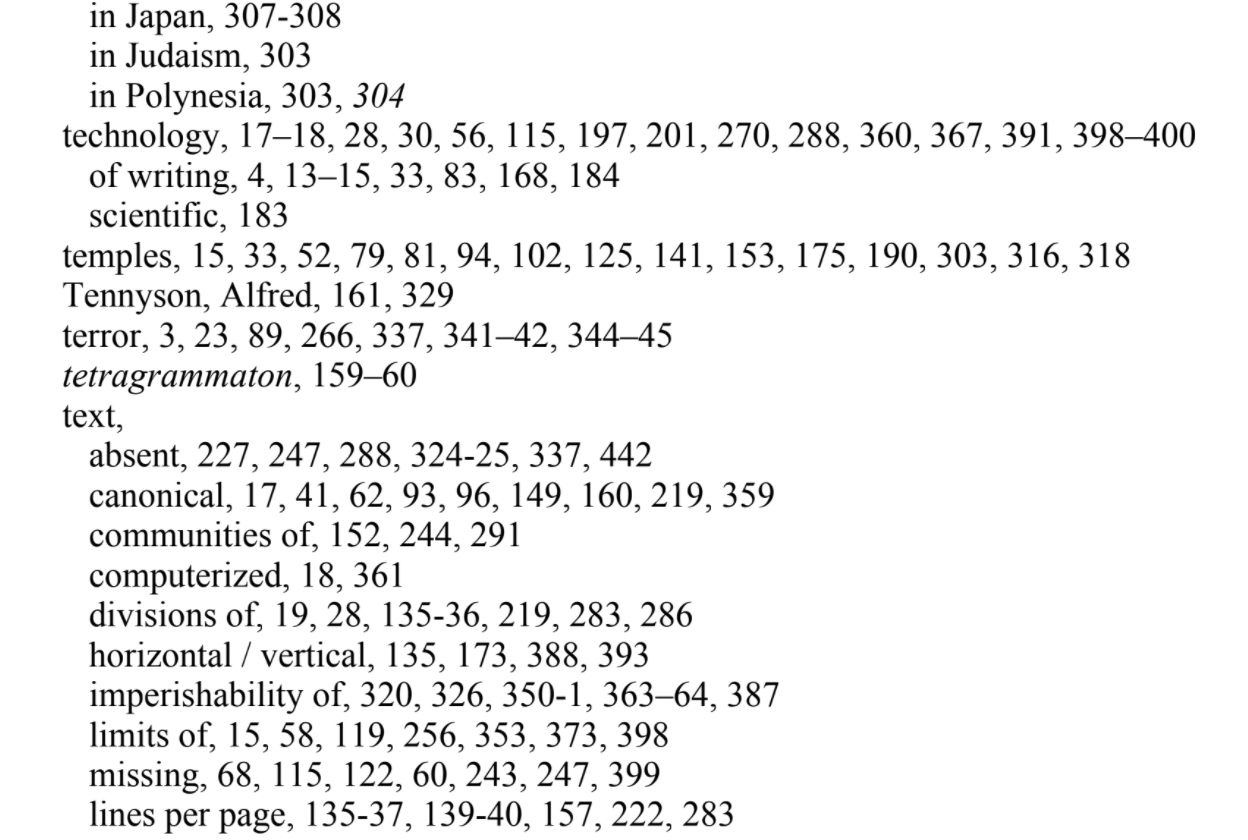 in Japan, 307-308
in Judaism, 303
in Polynesia, 303, 304
technology, 17–18, 28, 30, 56, 115, 197, 201, 270, 288, 360, 367, 391, 398–400
of writing, 4, 13–15, 33, 83, 168, 184
scientific, 183
temples, 15, 33, 52, 79, 81, 94, 102, 125, 141, 153, 175, 190, 303, 316, 318
Tennyson, Alfred, 161, 329
terror, 3, 23, 89, 266, 337, 341–42, 344–45
tetragrammaton, 159–60
text,
absent, 227, 247, 288, 324-25, 337, 442
canonical, 17, 41, 62, 93, 96, 149, 160, 219, 359
communities of, 152, 244, 291
computerized, 18, 361
divisions of, 19, 28, 135-36, 219, 283, 286
horizontal / vertical, 135, 173, 388, 393
imperishability of, 320, 326, 350-1, 363–64, 387
limits of, 15, 58, 119, 256, 353, 373, 398
missing, 68, 115, 122, 60, 243, 247, 399
lines per page, 135-37, 139-40, 157, 222, 283